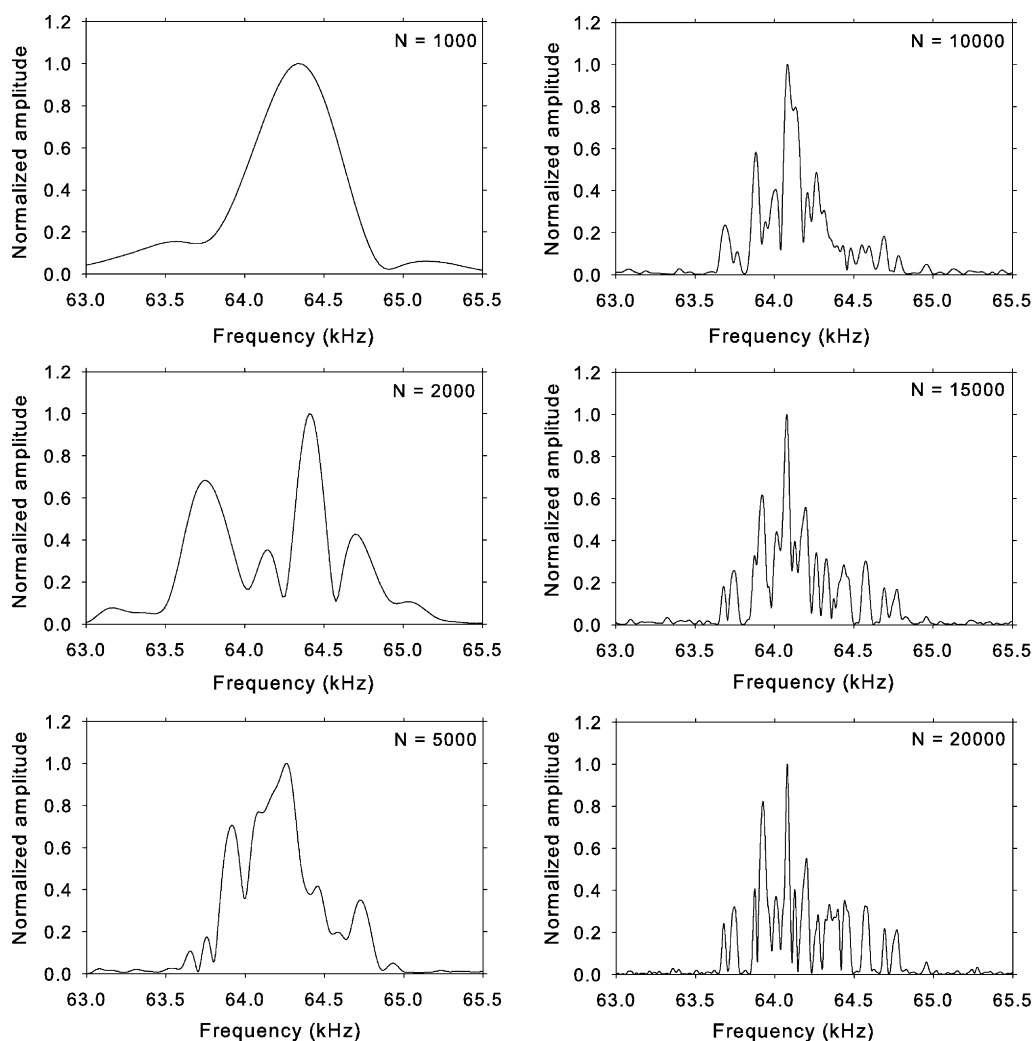 N = 1000
Normalized amplitude
1.2
1.0
0.8
0.6
0.4
0.2
0.0
63.0 63.5 64.0 64.5 65.0 65.5
Frequency (kHz)
N = 10000
Normalized amplitude
1.2
1.0
0.8
0.6
0.4
0.2
0.0
63.0 63.5 64.0 64.5 65.0 65.5
Frequency (kHz)
N = 2000
Normalized amplitude
1.2
1.0
0.8
0.6
0.4
0.2
0.0
63.0 63.5 64.0 64.5 65.0 65.5
Frequency (kHz)
N = 15000
Normalized amplitude
1.2
1.0
0.8
0.6
0.4
0.2
0.0
63.0 63.5 64.0 64.5 65.0 65.5
Frequency (kHz)
N = 5000
Normalized amplitude
1.2
1.0
0.8
0.6
0.4
0.2
0.0
63.0 63.5 64.0 64.5 65.0 65.5
Frequency (kHz)
N = 20000
Normalized amplitude
1.2
1.0
0.8
0.6
0.4
0.2
0.0
63.0 63.5 64.0 64.5 65.0 65.5
Frequency (kHz)